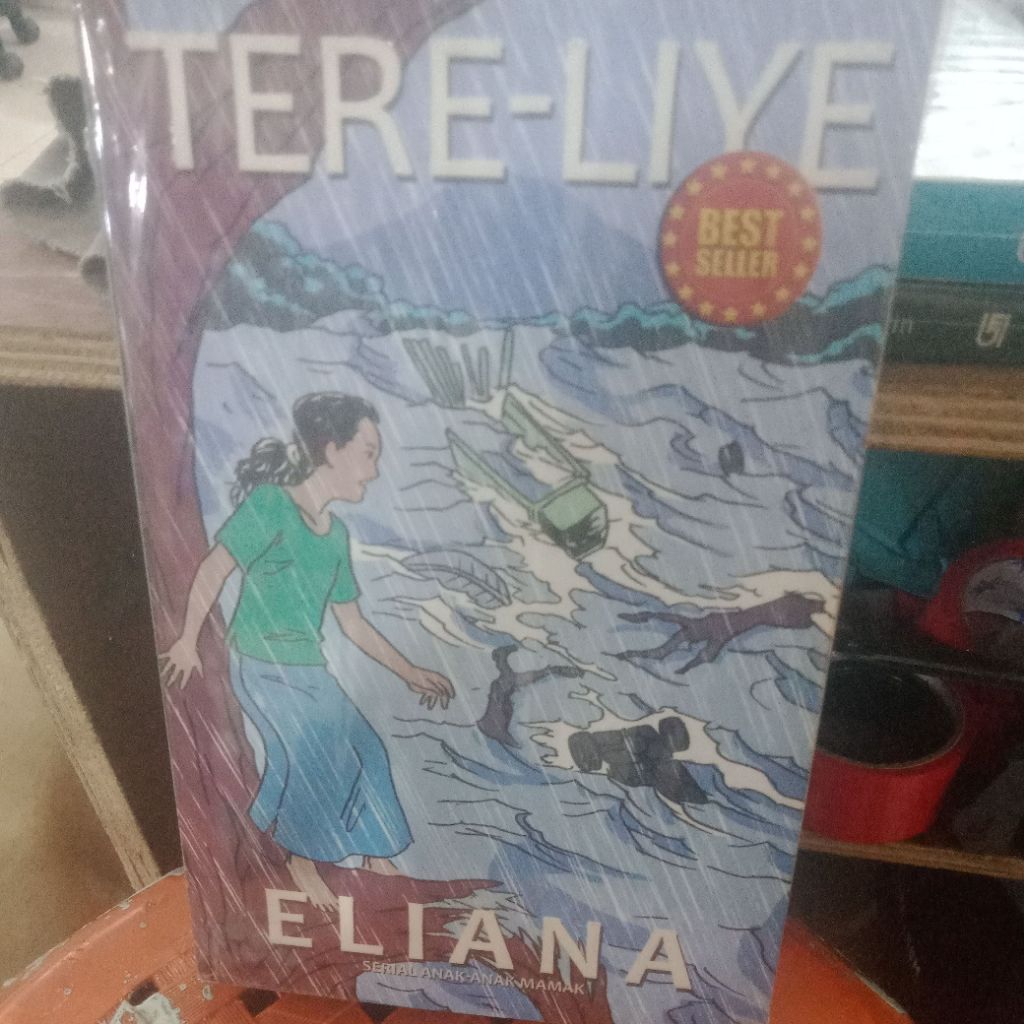 TERE-LIYE
BEST
SELLER
ELIANA
SERIAL ANAK-ANAK MAMAK